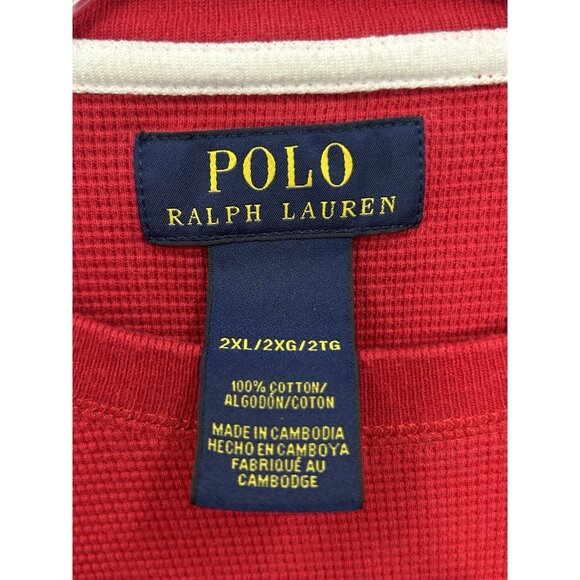 POLO
RALPH LAUREN
2XL/2XG/2TG
100% COTTON/
ALGODÓN/COTON
MADE IN CAMBODIA
HECHO EN CAMBOYA
FABRIQUÉ AU
CAMBODGE